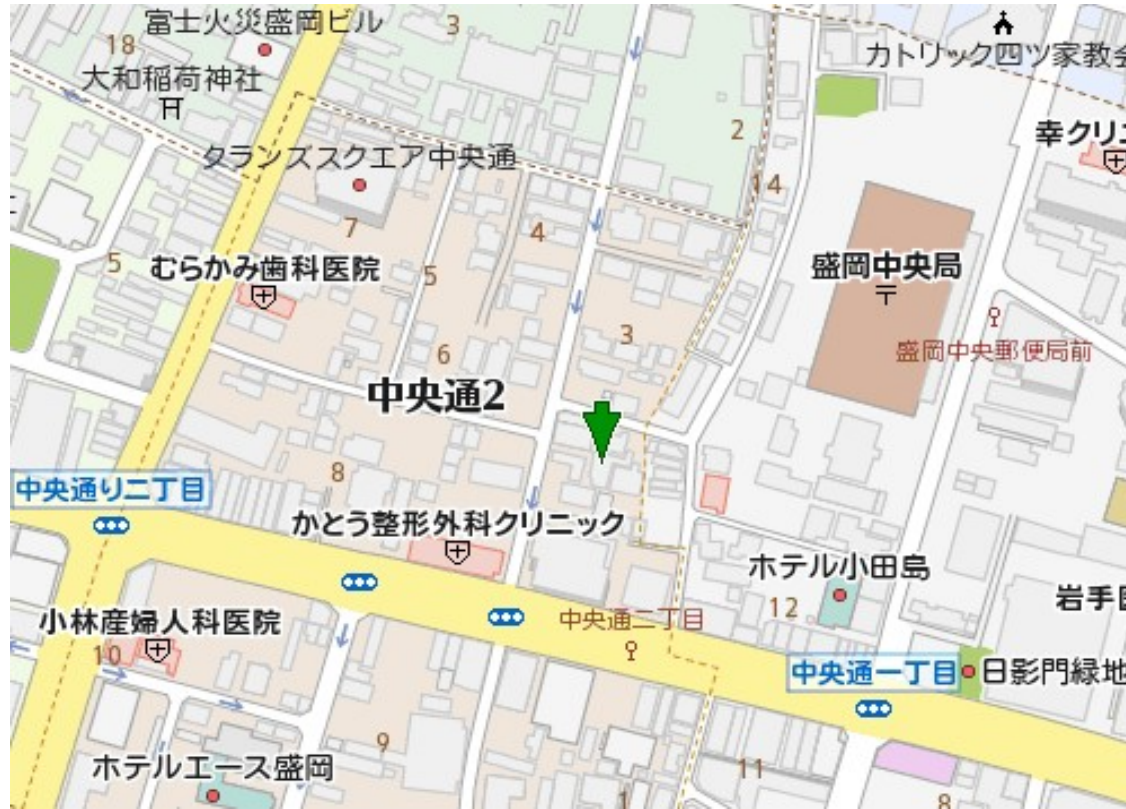 富士火災盛岡ビル
3
18
カトリック四ツ家教会
大和稲荷神社
2
幸クリニ
クランズスクエア中央通
14
7
4
むらかみ歯科医院
5
5
盛岡中央局
〒
3
盛岡中央郵便局前
6
中央通2
8
中央通り二丁目
かとう整形外科クリニック
ホテル小田島
12
岩手医
中央通二丁目
小林産婦人科医院
10
中央通一丁目
日影門緑地
9
ホテルエース盛岡
11
1
8